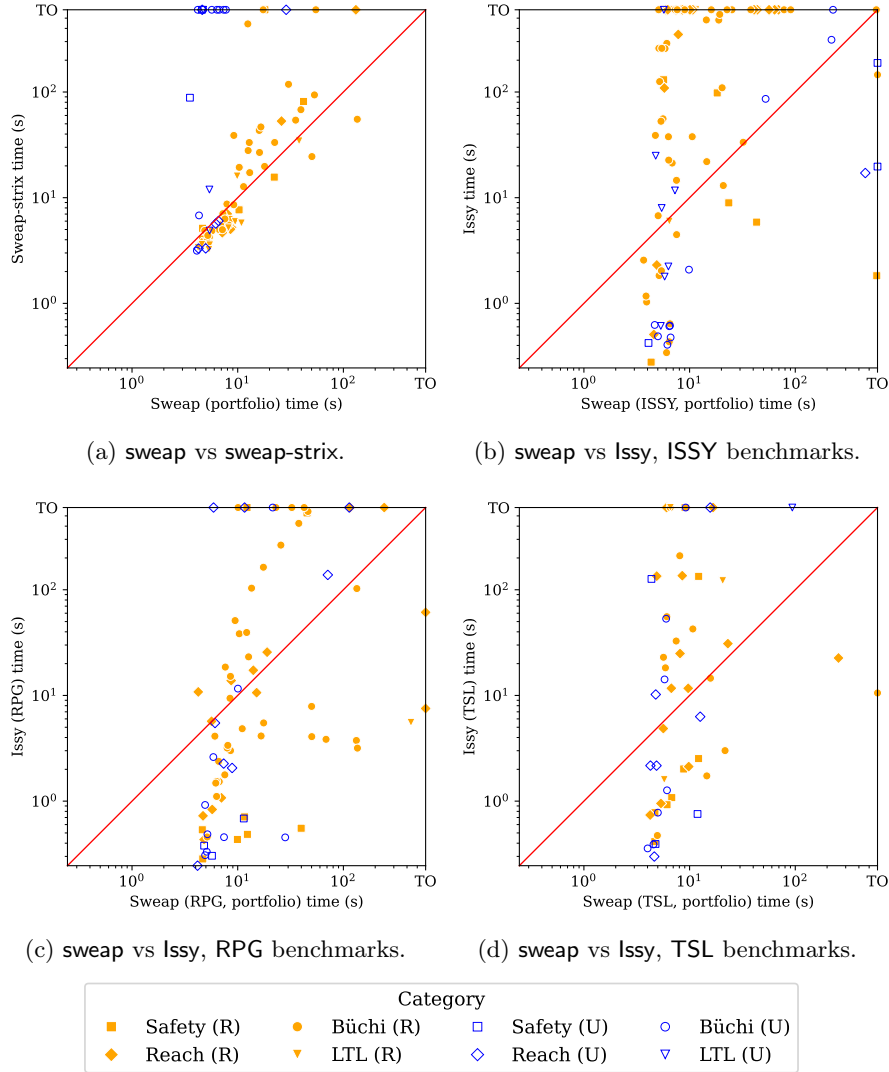 TO
10²
10¹
10⁰
Sweap-strix time (s)
10⁰ 10¹ 10² TO
Sweap (portfolio) time (s)
(a) sweap vs sweap-strix.
TO
10²
10¹
10⁰
Issy time (s)
10⁰ 10¹ 10² TO
Sweap (ISSY, portfolio) time (s)
(b) sweap vs Issy, ISSY benchmarks.
TO
10²
10¹
10⁰
Issy (RPG) time (s)
10⁰ 10¹ 10² TO
Sweap (RPG, portfolio) time (s)
(c) sweap vs Issy, RPG benchmarks.
TO
10²
10¹
10⁰
Issy (TSL) time (s)
10⁰ 10¹ 10² TO
Sweap (TSL, portfolio) time (s)
(d) sweap vs Issy, TSL benchmarks.
Category
Safety (R) Büchi (R) Safety (U) Büchi (U)
Reach (R) LTL (R) Reach (U) LTL (U)